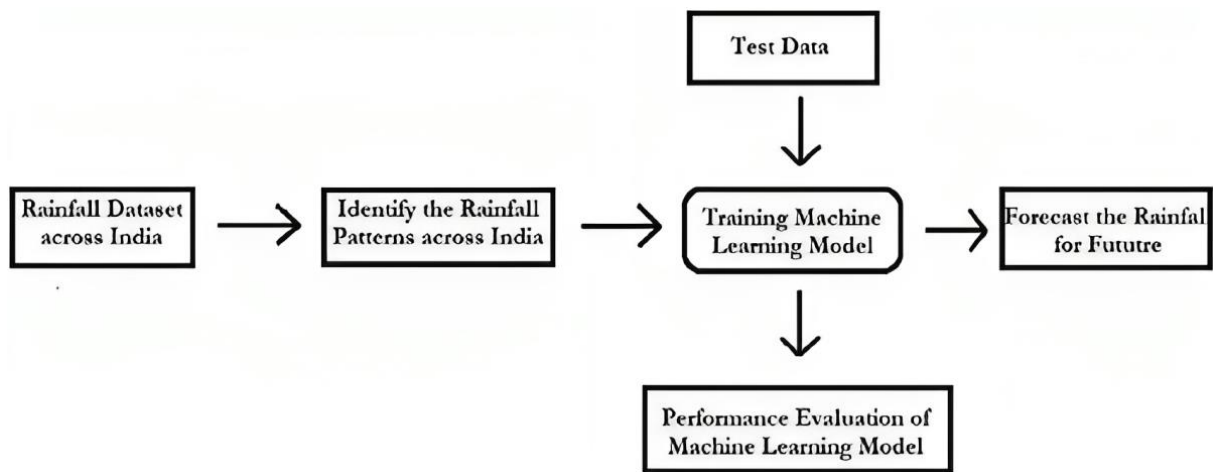 Test Data
Rainfall Dataset
across India
Identify the Rainfall
Patterns across India
Training Machine
Learning Model
Forecast the Rainfal
for Fututre
Performance Evaluation of
Machine Learning Model